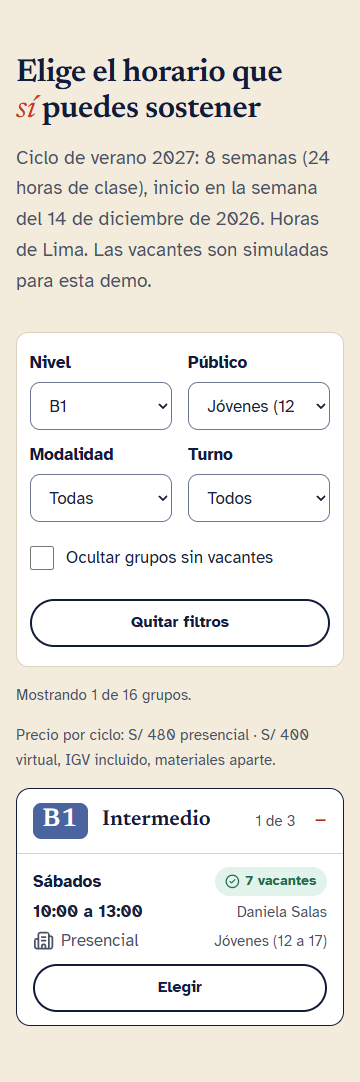 Elige el horario que
sí puedes sostener
Ciclo de verano 2027: 8 semanas (24
horas de clase), inicio en la semana
del 14 de diciembre de 2026. Horas
de Lima. Las vacantes son simuladas
para esta demo.
Nivel
Público
B1
Jóvenes (12
Modalidad
Turno
Todas
Todos
Ocultar grupos sin vacantes
Quitar filtros
Mostrando 1 de 16 grupos.
Precio por ciclo: S/ 480 presencial · S/ 400
virtual, IGV incluido, materiales aparte.
B1 Intermedio 1 de 3 −
Sábados 7 vacantes
10:00 a 13:00 Daniela Salas
Presencial Jóvenes (12 a 17)
Elegir